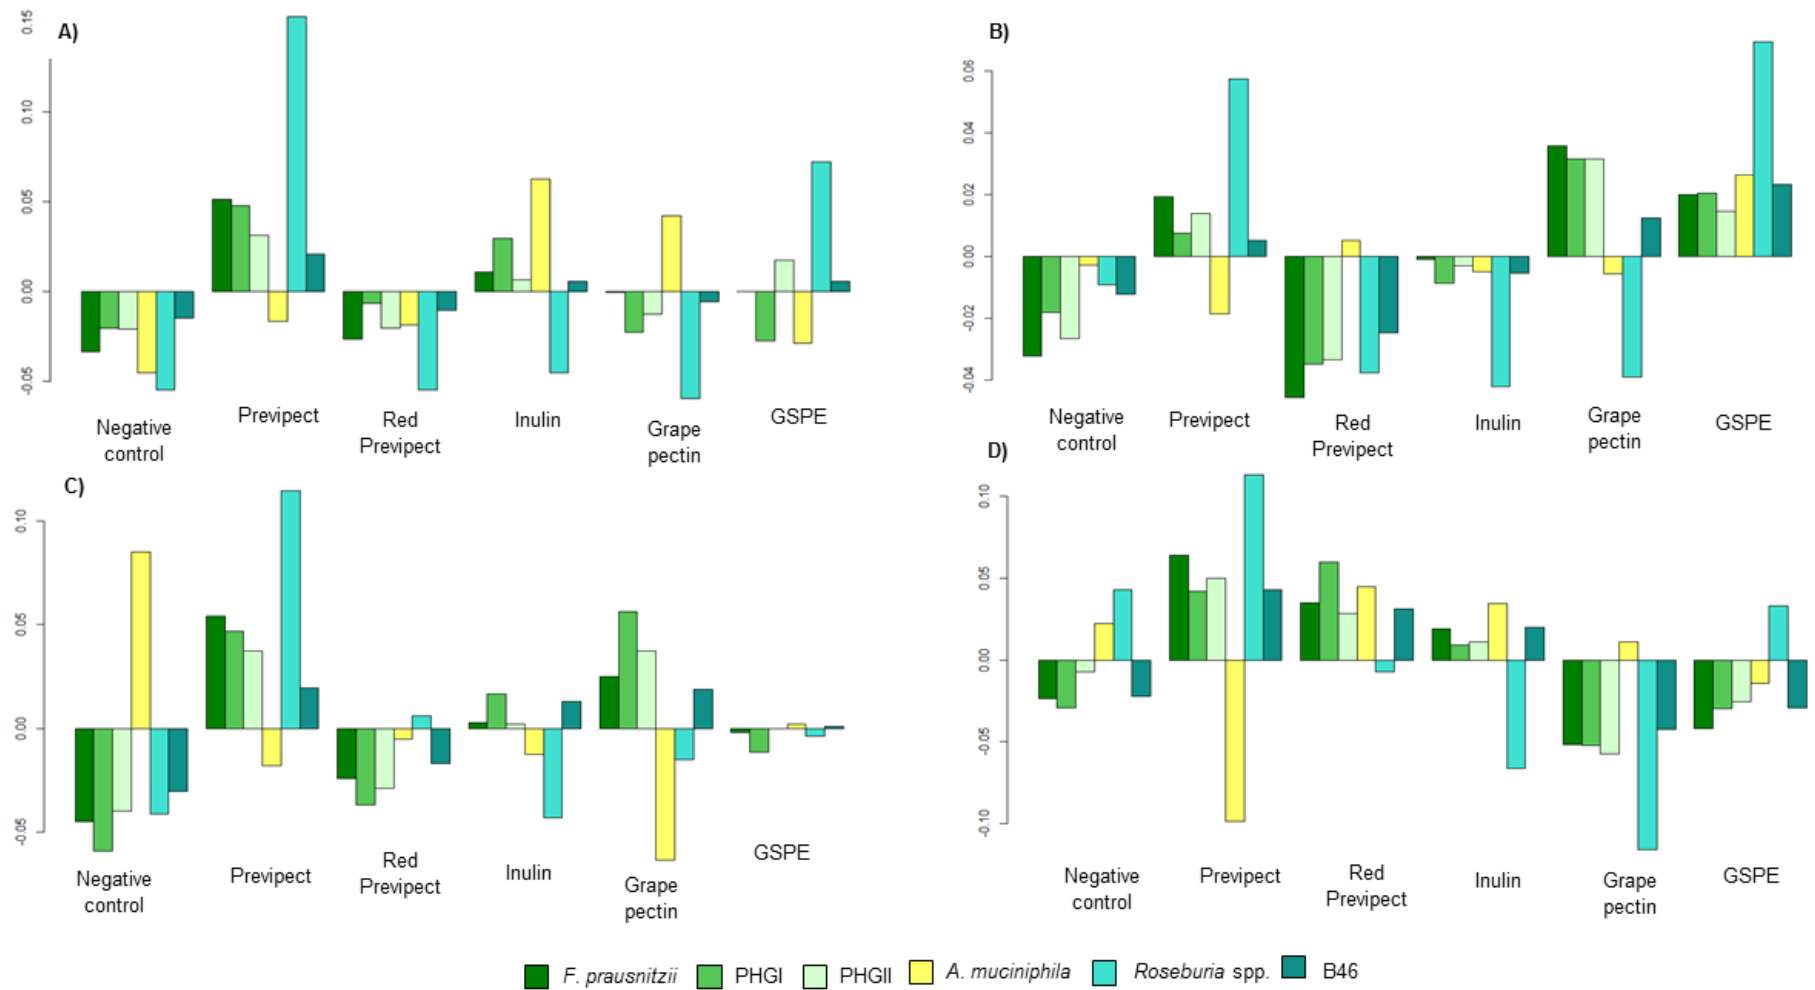 A)
0.15
0.10
0.05
0.00
-0.05
Negative
control
Previpect
Red
Previpect
Inulin
Grape
pectin
GSPE
B)
0.06
0.04
0.02
0.00
-0.02
-0.04
Negative
control
Previpect
Red
Previpect
Inulin
Grape
pectin
GSPE
C)
0.10
0.05
0.00
-0.05
Negative
control
Previpect
Red
Previpect
Inulin
Grape
pectin
GSPE
D)
0.10
0.05
0.00
-0.05
-0.10
Negative
control
Previpect
Red
Previpect
Inulin
Grape
pectin
GSPE
F. prausnitzii PHGI PHGII A. muciniphila Roseburia spp. B46